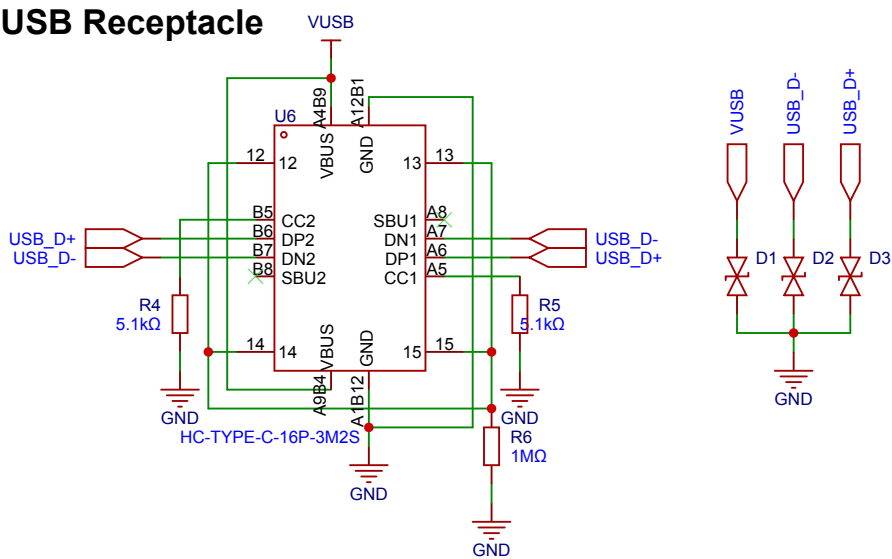 USB Receptacle
VUSB
U6
A4B9
A12B1
VBUS
GND
12
12
13
13
B5
CC2
SBU1
A8
USB_D+
B6
DP2
DN1
A7
USB_D-
USB_D-
B7
DN2
DP1
A6
USB_D+
B8
SBU2
CC1
A5
R4
5.1kΩ
R5
5.1kΩ
14
14
VBUS
GND
15
15
A9B4
A1B12
GND
GND
HC-TYPE-C-16P-3M2S
R6
1MΩ
GND
GND
VUSB
USB_D-
USB_D+
D1
D2
D3
GND